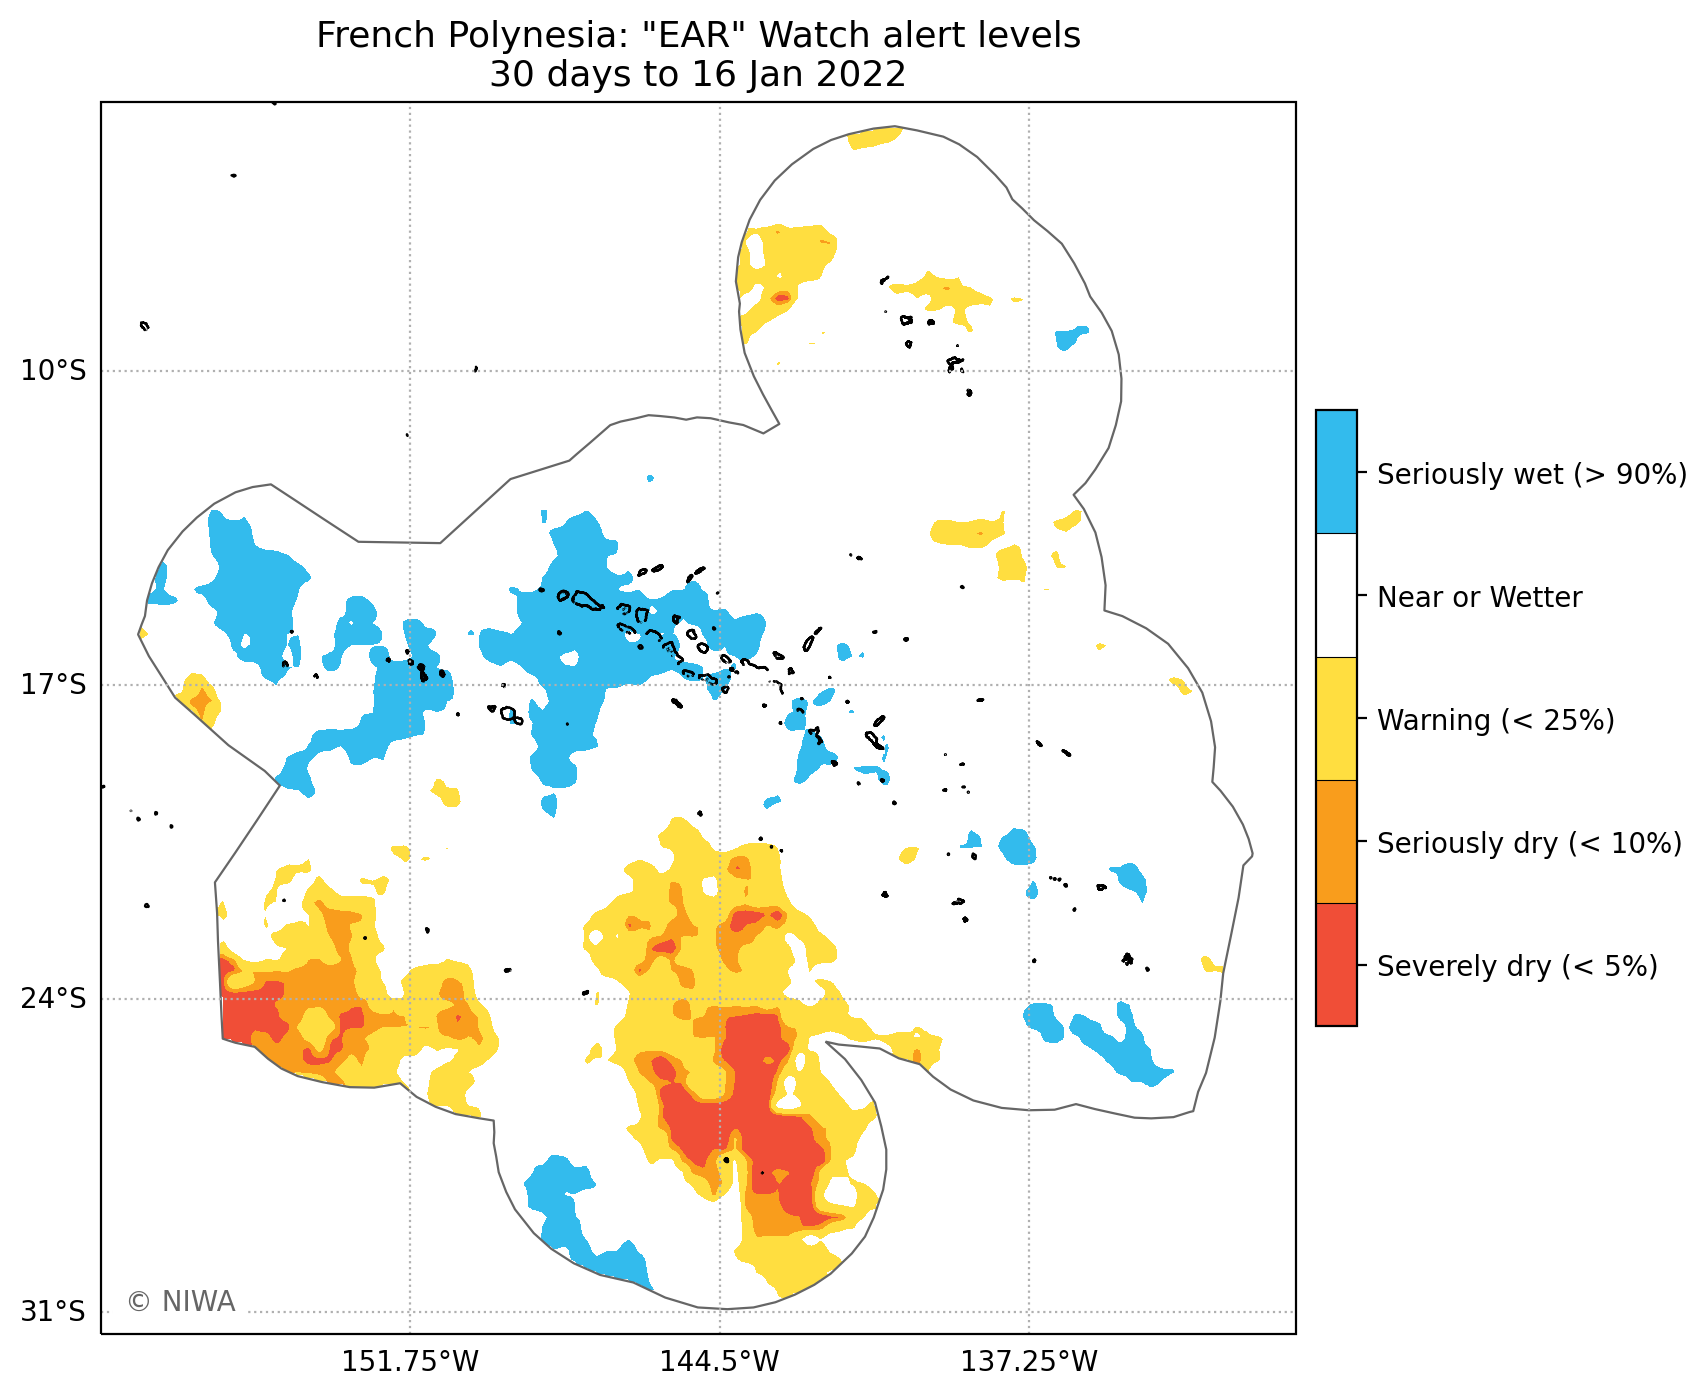 French Polynesia: "EAR" Watch alert levels
30 days to 16 Jan 2022
10°S
17°S
24°S
31°S
151.75°W
144.5°W
137.25°W
© NIWA
Seriously wet (> 90%)
Near or Wetter
Warning (< 25%)
Seriously dry (< 10%)
Severely dry (< 5%)